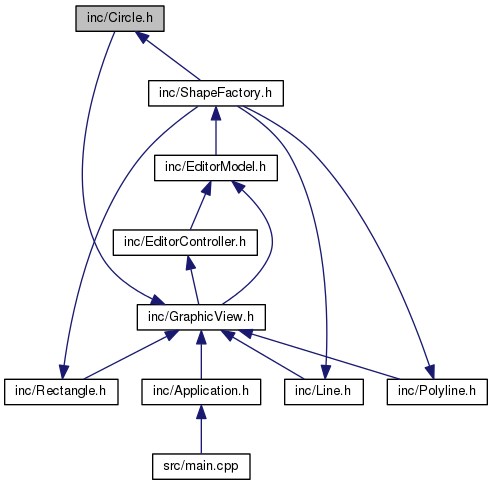 inc/Circle.h
inc/ShapeFactory.h
inc/EditorModel.h
inc/EditorController.h
inc/GraphicView.h
inc/Rectangle.h
inc/Application.h
inc/Line.h
inc/Polyline.h
src/main.cpp